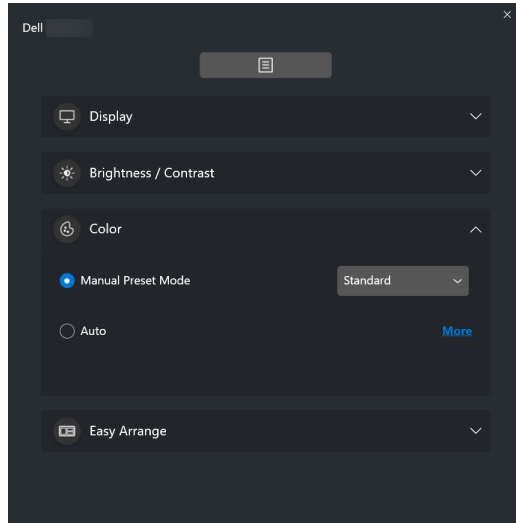 Dell
Display
Brightness / Contrast
Color
Manual Preset Mode Standard
Auto More
Easy Arrange